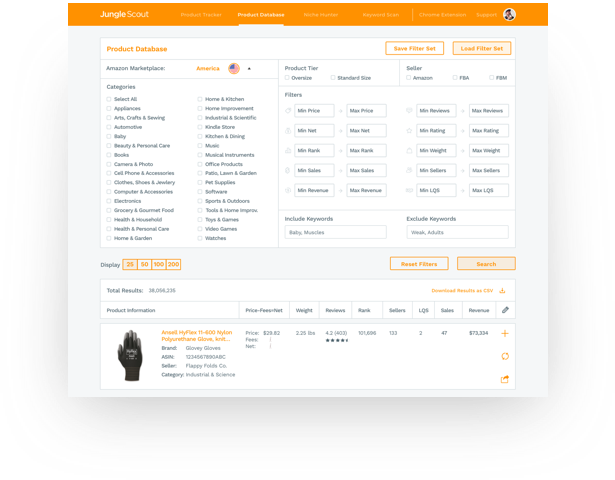 Jungle Scout
Product Tracker Product Database Niche Hunter Keyword Scan Chrome Extension Support
Product Database Save Filter Set Load Filter Set
Amazon Marketplace: America
Product Tier
Oversize Standard Size
Seller
Amazon FBA FBM
Categories
Select All Home & Kitchen
Appliances Home Improvement
Arts, Crafts & Sewing Industrial & Scientific
Automotive Kindle Store
Baby Kitchen & Dining
Beauty & Personal Care Music
Books Musical Instruments
Camera & Photo Office Products
Cell Phone & Accessories Patio, Lawn & Garden
Clothes, Shoes & Jewlery Pet Supplies
Computer & Accessories Software
Electronics Sports & Outdoors
Grocery & Gourmet Food Tools & Home Improv.
Health & Household Toys & Games
Health & Personal Care Video Games
Home & Garden Watches
Filters
Min Price Max Price Min Reviews Max Reviews
Min Net Max Net Min Rating Max Rating
Min Rank Max Rank Min Weight Max Weight
Min Sales Max Sales Min Sellers Max Sellers
Min Revenue Max Revenue Min LQS Max LQS
Include Keywords Exclude Keywords
Baby, Muscles Weak, Adults
Display 25 50 100 200 Reset Filters Search
Total Results: 38,056,235 Download Results as CSV
Product Information Price-Fees=Net Weight Reviews Rank Sellers LQS Sales Revenue
Ansell HyFlex 11-600 Nylon
Polyurethane Glove, knit...
Brand: Glovey Gloves
ASIN: 1234567890ABC
Seller: Flappy Foldx Co.
Category: Industrial & Science
Price: $29.82
Fees:
Net:
2.25 lbs 4.2 (403) 101,696 133 2 47 $73,334